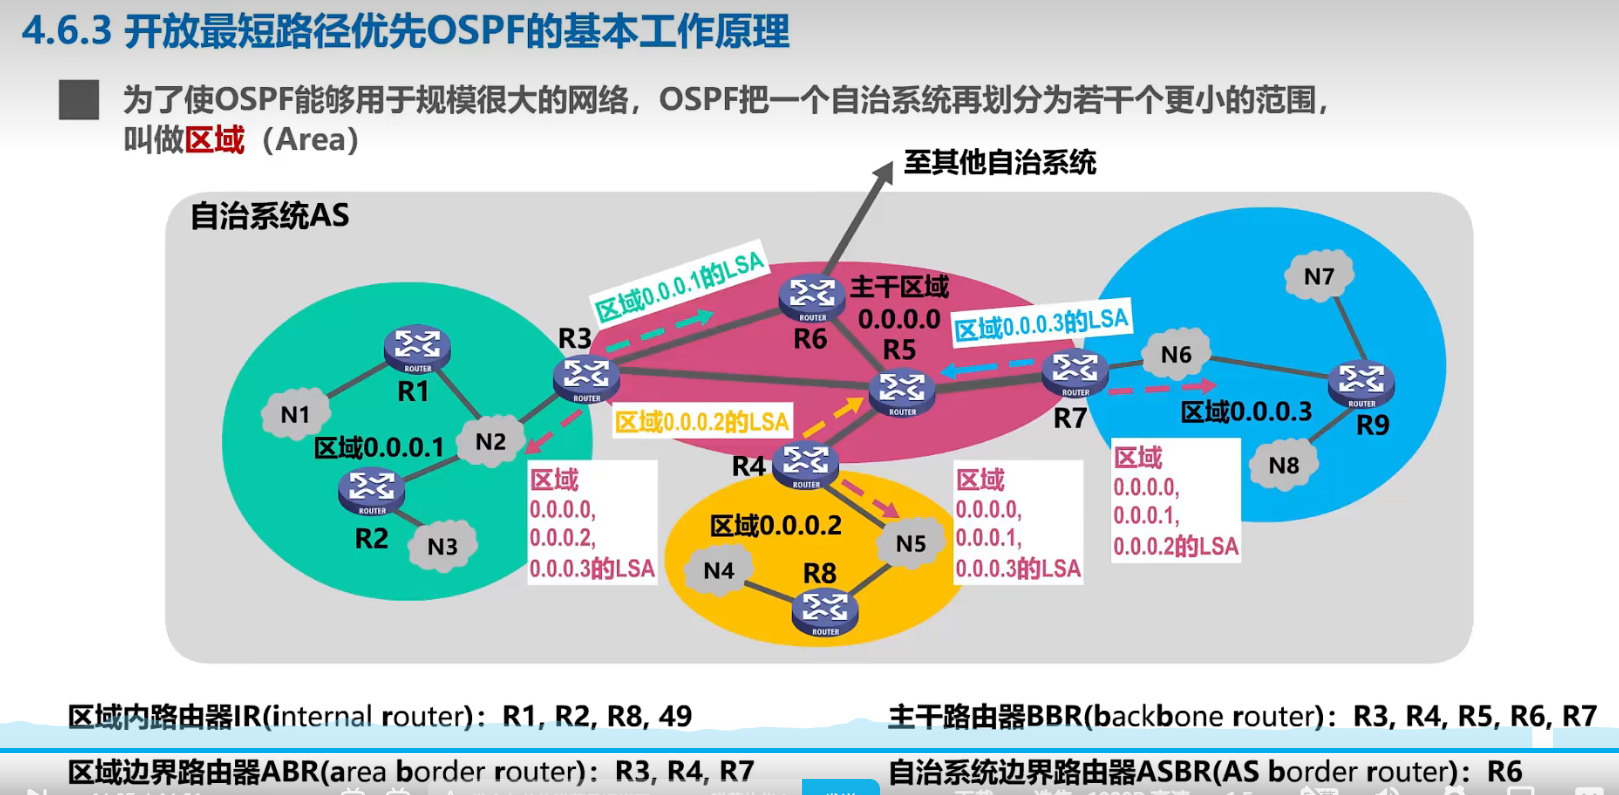 4.6.3 开放最短路径优先OSPF的基本工作原理
为了使OSPF能够用于规模很大的网络，OSPF把一个自治系统再划分为若干个更小的范围，
叫做区域（Area）
至其他自治系统
自治系统AS
区域0.0.0.1的LSA
主干区域
0.0.0.0
区域0.0.0.3的LSA
N7
R3
ROUTER
R6
R5
ROUTER
N6
ROUTER
R1
ROUTER
ROUTER
ROUTER
R7
ROUTER
R9
N1
区域0.0.0.2的LSA
区域0.0.0.3
N2
区域0.0.0.1
R4
ROUTER
N8
ROUTER
R2
N3
区域
0.0.0.0,
0.0.0.2,
0.0.0.3的LSA
区域0.0.0.2
N5
N4
R8
ROUTER
区域
0.0.0.0,
0.0.0.1,
0.0.0.3的LSA
区域
0.0.0.0,
0.0.0.1,
0.0.0.2的LSA
区域内路由器IR(internal router)：R1, R2, R8, 49
主干路由器BBR(backbone router)：R3, R4, R5, R6, R7
区域边界路由器ABR(area border router)：R3, R4, R7
自治系统边界路由器ASBR(AS border router)：R6